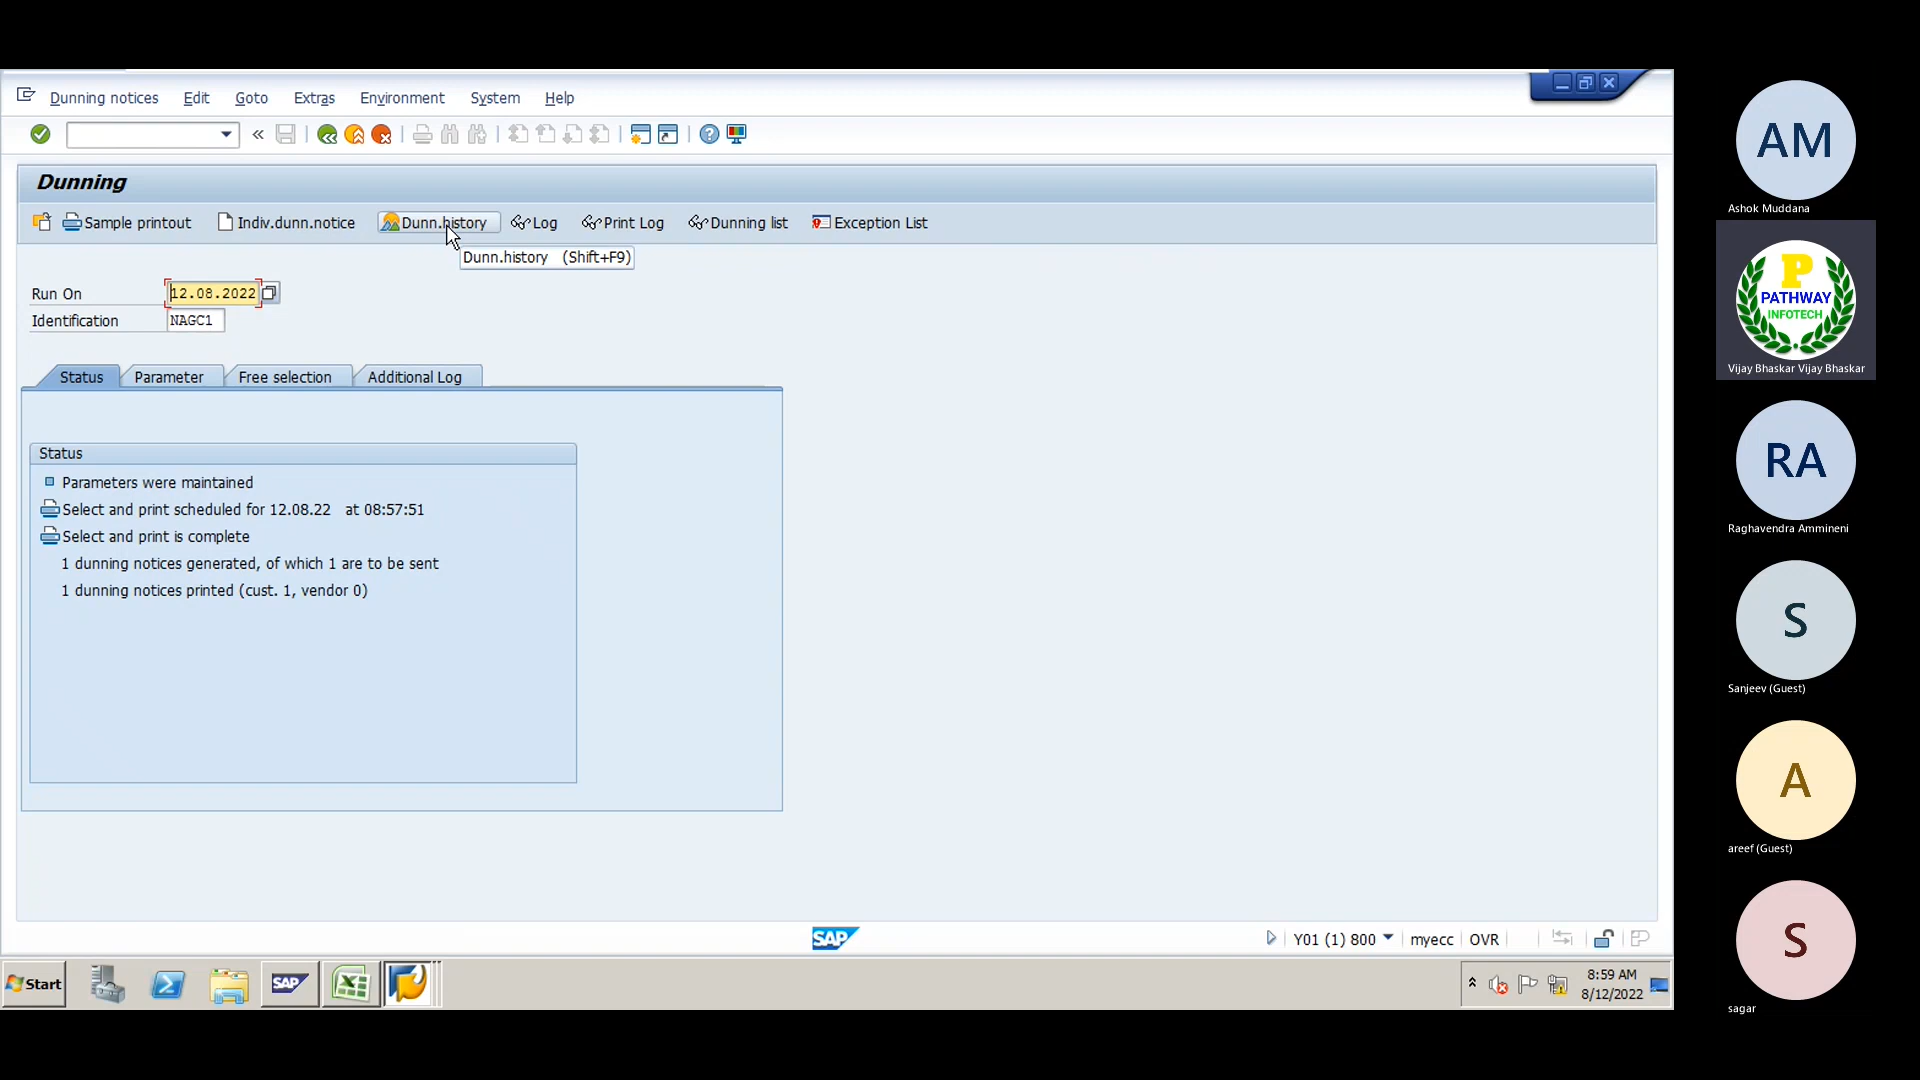 Dunning notices Edit Goto Extras Environment System Help
Dunning
Sample printout Indiv.dunn.notice Dunn.history Log Print Log Dunning list Exception List
Dunn.history (Shift+F9)
Run On 12.08.2022
Identification NAGC1
Status Parameter Free selection Additional Log
Status
Parameters were maintained
Select and print scheduled for 12.08.22 at 08:57:51
Select and print is complete
1 dunning notices generated, of which 1 are to be sent
1 dunning notices printed (cust. 1, vendor 0)
SAP
Y01 (1) 800 myecc OVR
Start
SAP
8:59 AM
8/12/2022
AM
Ashok Muddana
P
PATHWAY
INFOTECH
Vijay Bhaskar Vijay Bhaskar
RA
Raghavendra Ammineni
S
Sanjeev (Guest)
A
areef (Guest)
S
sagar